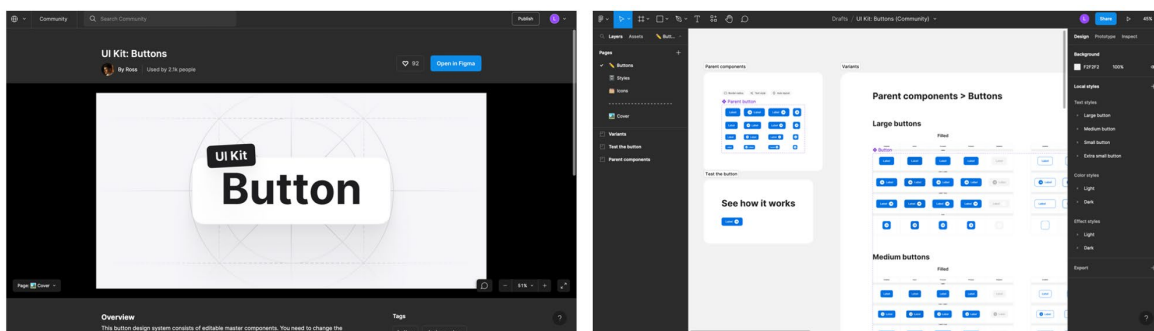 Community
Search Community
Publish
L
UI Kit: Buttons
By Ross Used by 2.1k people
92
Open in Figma
UI Kit
Button
Page: Cover
51%
Overview
Tags
This button design system consists of editable master components. You need to change the
?
Drafts / UI Kit: Buttons (Community)
L
Share
45%
Layers Assets
Butt...
Pages
Buttons
Styles
Icons
Cover
Variants
Test the button
Parent components
Parent components
Parent button
Test the button
See how it works
Label
Variants
Parent components > Buttons
Large buttons
Filled
Button
Medium buttons
Filled
Design Prototype Inspect
Background
F2F2F2 100%
Local styles
Text styles
Large button
Medium button
Small button
Extra small button
Color styles
Light
Dark
Effect styles
Light
Dark
Export
?